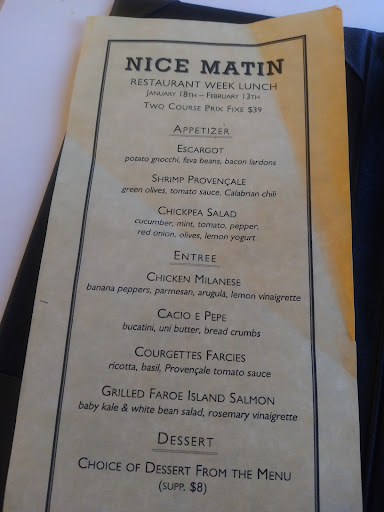 NICE MATIN
RESTAURANT WEEK LUNCH
JANUARY 18TH – FEBRUARY 13TH
TWO COURSE PRIX FIXE $39
APPETIZER
ESCARGOT
potato gnocchi, fava beans, bacon lardons
SHRIMP PROVENÇALE
green olives, tomato sauce, Calabrian chili
CHICKPEA SALAD
cucumber, mint, tomato, pepper,
red onion, olives, lemon yogurt
ENTREE
CHICKEN MILANESE
banana peppers, parmesan, arugula, lemon vinaigrette
CACIO E PEPE
bucatini, uni butter, bread crumbs
COURGETTES FARCIES
ricotta, basil, Provençale tomato sauce
GRILLED FAROE ISLAND SALMON
baby kale & white bean salad, rosemary vinaigrette
DESSERT
CHOICE OF DESSERT FROM THE MENU
(SUPP. $8)